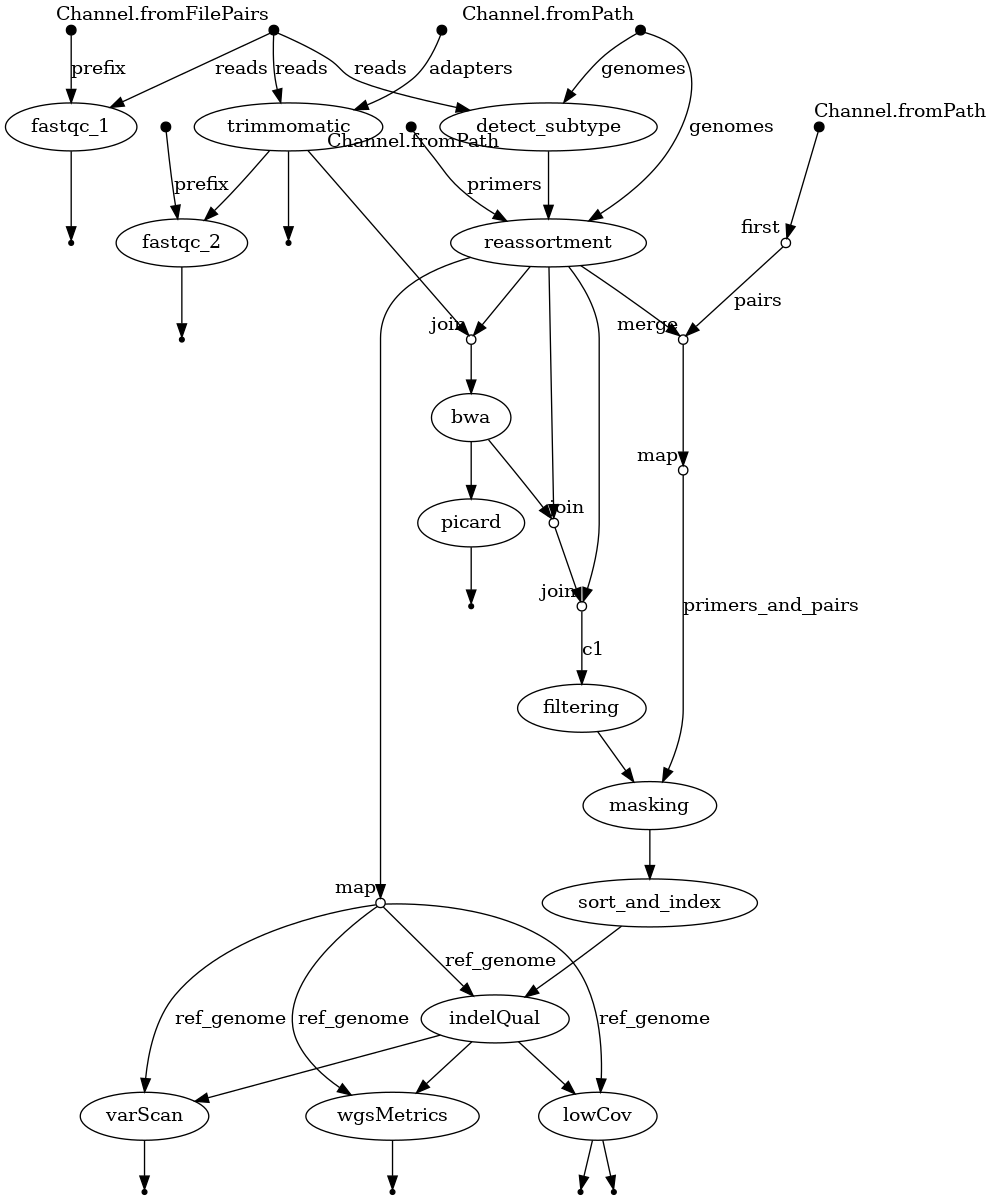 Channel.fromFilePairs
Channel.fromPath
prefix
reads
reads
reads
adapters
genomes
Channel.fromPath
fastqc_1
trimmomatic
detect_subtype
genomes
Channel.fromPath
prefix
primers
first
fastqc_2
reassortment
pairs
join
merge
bwa
map
join
picard
join
primers_and_pairs
c1
filtering
masking
map
sort_and_index
ref_genome
ref_genome
ref_genome
indelQual
ref_genome
varScan
wgsMetrics
lowCov